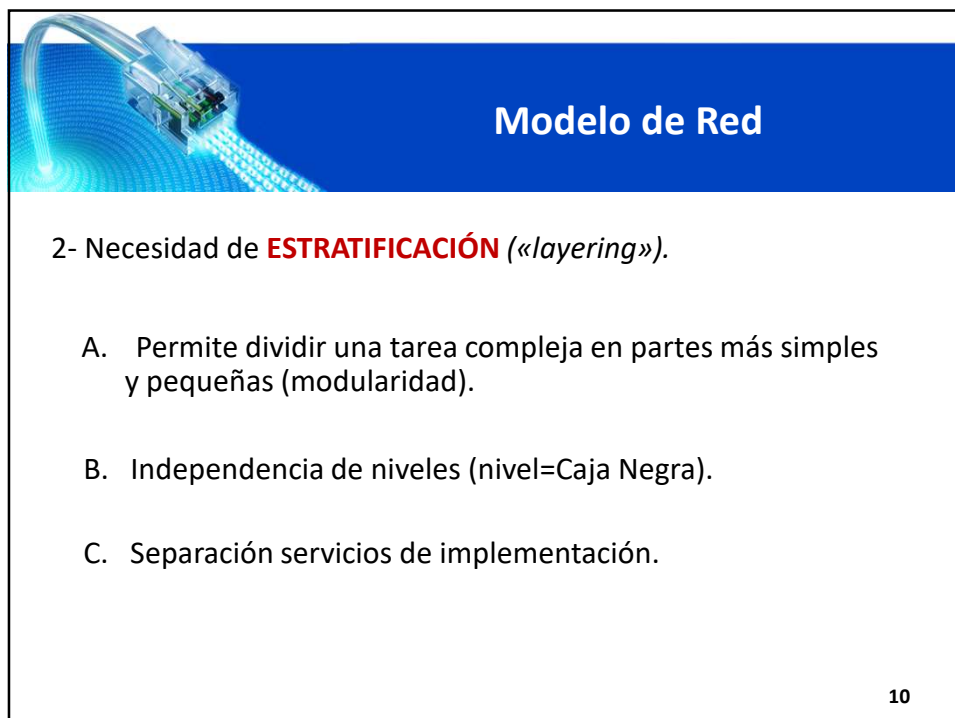 Modelo de Red
2- Necesidad de ESTRATIFICACIÓN («layering»).
A. Permite dividir una tarea compleja en partes más simples
y pequeñas (modularidad).
B. Independencia de niveles (nivel=Caja Negra).
C. Separación servicios de implementación.
10